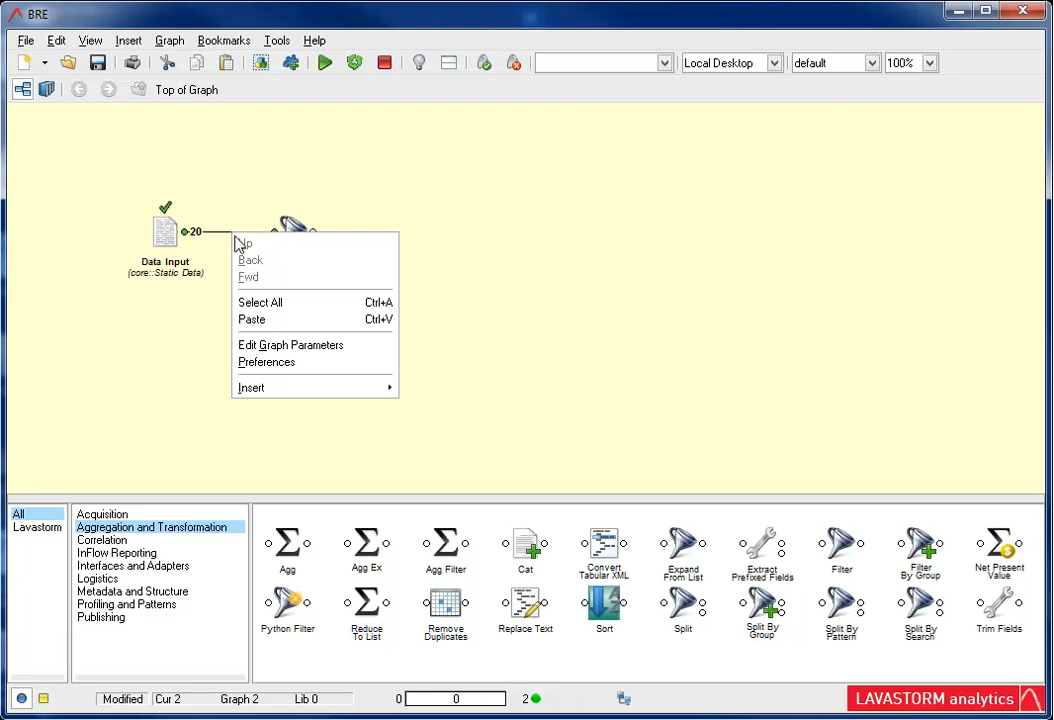 BRE
File Edit View Insert Graph Bookmarks Tools Help
Local Desktop default 100%
Top of Graph
20
Data Input
(core::Static Data)
Back
Fwd
Select All Ctrl+A
Paste Ctrl+V
Edit Graph Parameters
Preferences
Insert
All
Lavastorm
Acquisition
Aggregation and Transformation
Correlation
InFlow Reporting
Interfaces and Adapters
Logistics
Metadata and Structure
Profiling and Patterns
Publishing
Agg
Agg Ex
Agg Filter
Cat
Convert
Tabular XML
Expand
From List
Extract
Prefixed Fields
Filter
Filter
By Group
Net Present
Value
Python Filter
Reduce
To List
Remove
Duplicates
Replace Text
Sort
Split
Split By
Group
Split By
Pattern
Split By
Search
Trim Fields
Modified Cur 2 Graph 2 Lib 0 0 0 2
LAVASTORM analytics